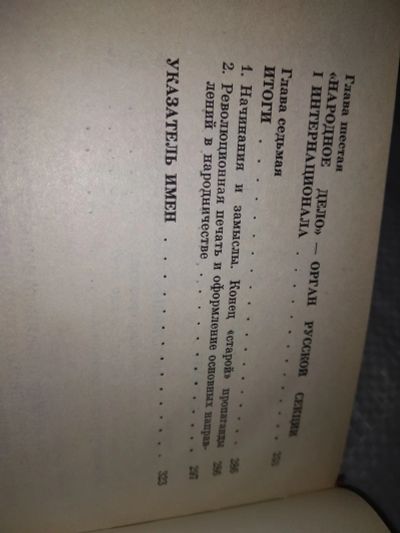 Глава шестая
«НАРОДНОЕ ДЕЛО» — ОРГАН РУССКОЙ СЕКЦИИ
I ИНТЕРНАЦИОНАЛА . . . . . . . . . .
Глава седьмая
ИТОГИ . . . . . . . . . . . . . . 286
1. Начинания и замыслы. Конец «старой» пропаганды 286
2. Революционная печать и оформление основных направ-
лений в народничестве . . . . . . . . . . 297
УКАЗАТЕЛЬ ИМЕН . . . . . . . . . . . 323